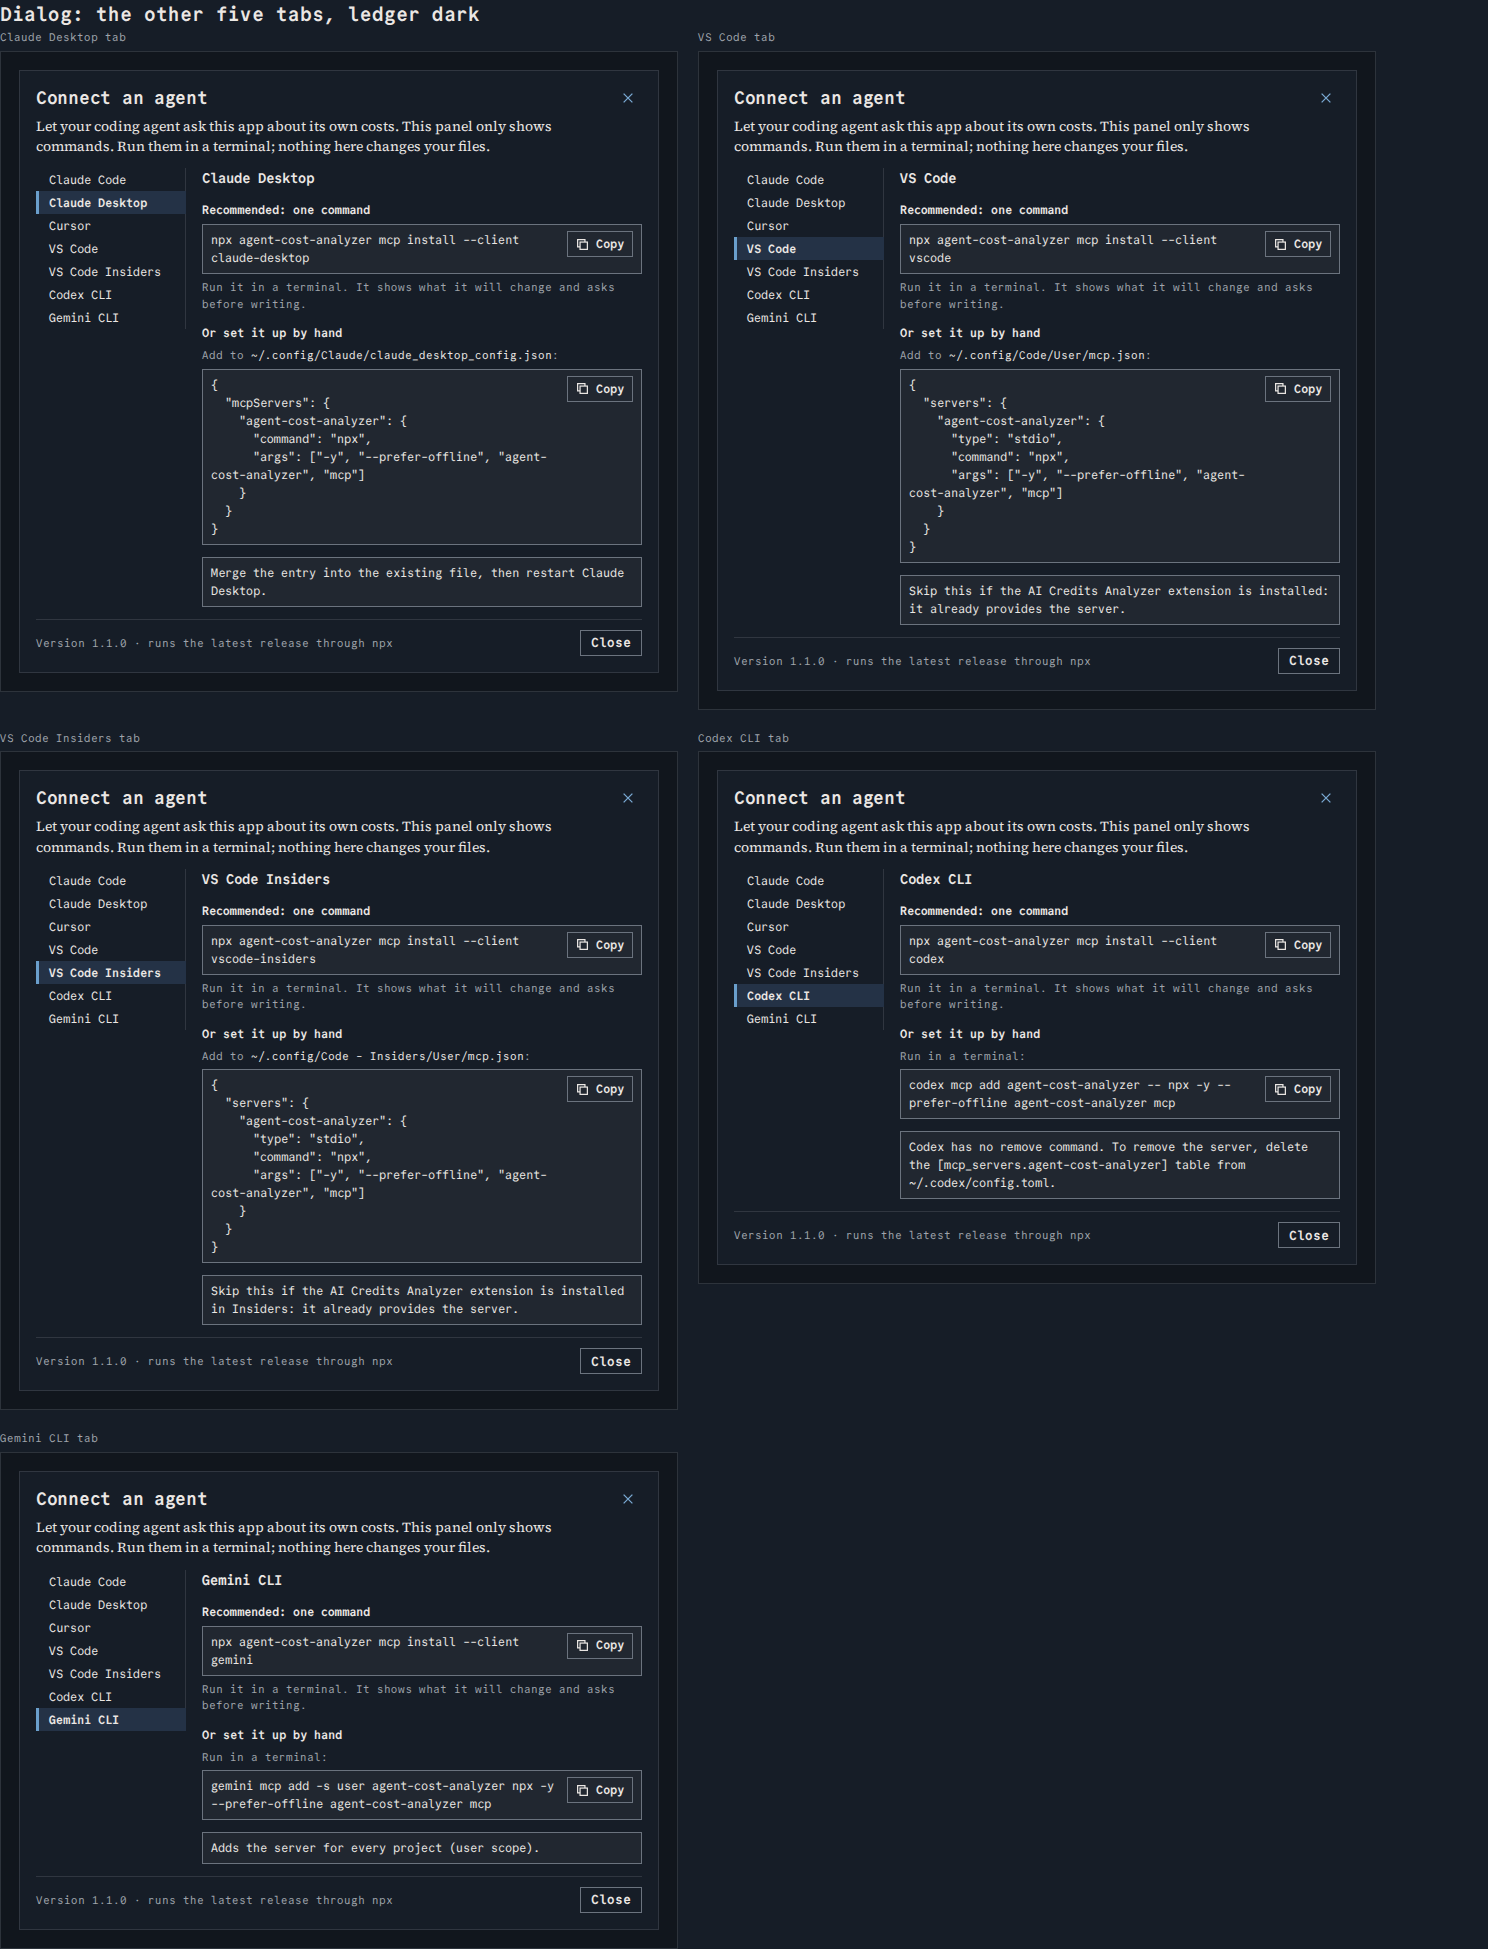 Dialog: the other five tabs, ledger dark
Claude Desktop tab
Connect an agent
Let your coding agent ask this app about its own costs. This panel only shows
commands. Run them in a terminal; nothing here changes your files.
Claude Code
Claude Desktop
Cursor
VS Code
VS Code Insiders
Codex CLI
Gemini CLI
Claude Desktop
Recommended: one command
npx agent-cost-analyzer mcp install --client
claude-desktop
Copy
Run it in a terminal. It shows what it will change and asks
before writing.
Or set it up by hand
Add to ~/.config/Claude/claude_desktop_config.json:
{
  "mcpServers": {
    "agent-cost-analyzer": {
      "command": "npx",
      "args": ["-y", "--prefer-offline", "agent-
cost-analyzer", "mcp"]
    }
  }
}
Copy
Merge the entry into the existing file, then restart Claude
Desktop.
Version 1.1.0 · runs the latest release through npx
Close
VS Code tab
Connect an agent
Let your coding agent ask this app about its own costs. This panel only shows
commands. Run them in a terminal; nothing here changes your files.
Claude Code
Claude Desktop
Cursor
VS Code
VS Code Insiders
Codex CLI
Gemini CLI
VS Code
Recommended: one command
npx agent-cost-analyzer mcp install --client
vscode
Copy
Run it in a terminal. It shows what it will change and asks
before writing.
Or set it up by hand
Add to ~/.config/Code/User/mcp.json:
{
  "servers": {
    "agent-cost-analyzer": {
      "type": "stdio",
      "command": "npx",
      "args": ["-y", "--prefer-offline", "agent-
cost-analyzer", "mcp"]
    }
  }
}
Copy
Skip this if the AI Credits Analyzer extension is installed:
it already provides the server.
Version 1.1.0 · runs the latest release through npx
Close
VS Code Insiders tab
Connect an agent
Let your coding agent ask this app about its own costs. This panel only shows
commands. Run them in a terminal; nothing here changes your files.
Claude Code
Claude Desktop
Cursor
VS Code
VS Code Insiders
Codex CLI
Gemini CLI
VS Code Insiders
Recommended: one command
npx agent-cost-analyzer mcp install --client
vscode-insiders
Copy
Run it in a terminal. It shows what it will change and asks
before writing.
Or set it up by hand
Add to ~/.config/Code - Insiders/User/mcp.json:
{
  "servers": {
    "agent-cost-analyzer": {
      "type": "stdio",
      "command": "npx",
      "args": ["-y", "--prefer-offline", "agent-
cost-analyzer", "mcp"]
    }
  }
}
Copy
Skip this if the AI Credits Analyzer extension is installed
in Insiders: it already provides the server.
Version 1.1.0 · runs the latest release through npx
Close
Codex CLI tab
Connect an agent
Let your coding agent ask this app about its own costs. This panel only shows
commands. Run them in a terminal; nothing here changes your files.
Claude Code
Claude Desktop
Cursor
VS Code
VS Code Insiders
Codex CLI
Gemini CLI
Codex CLI
Recommended: one command
npx agent-cost-analyzer mcp install --client
codex
Copy
Run it in a terminal. It shows what it will change and asks
before writing.
Or set it up by hand
Run in a terminal:
codex mcp add agent-cost-analyzer -- npx -y --
prefer-offline agent-cost-analyzer mcp
Copy
Codex has no remove command. To remove the server, delete
the [mcp_servers.agent-cost-analyzer] table from
~/.codex/config.toml.
Version 1.1.0 · runs the latest release through npx
Close
Gemini CLI tab
Connect an agent
Let your coding agent ask this app about its own costs. This panel only shows
commands. Run them in a terminal; nothing here changes your files.
Claude Code
Claude Desktop
Cursor
VS Code
VS Code Insiders
Codex CLI
Gemini CLI
Gemini CLI
Recommended: one command
npx agent-cost-analyzer mcp install --client
gemini
Copy
Run it in a terminal. It shows what it will change and asks
before writing.
Or set it up by hand
Run in a terminal:
gemini mcp add -s user agent-cost-analyzer npx -y
--prefer-offline agent-cost-analyzer mcp
Copy
Adds the server for every project (user scope).
Version 1.1.0 · runs the latest release through npx
Close